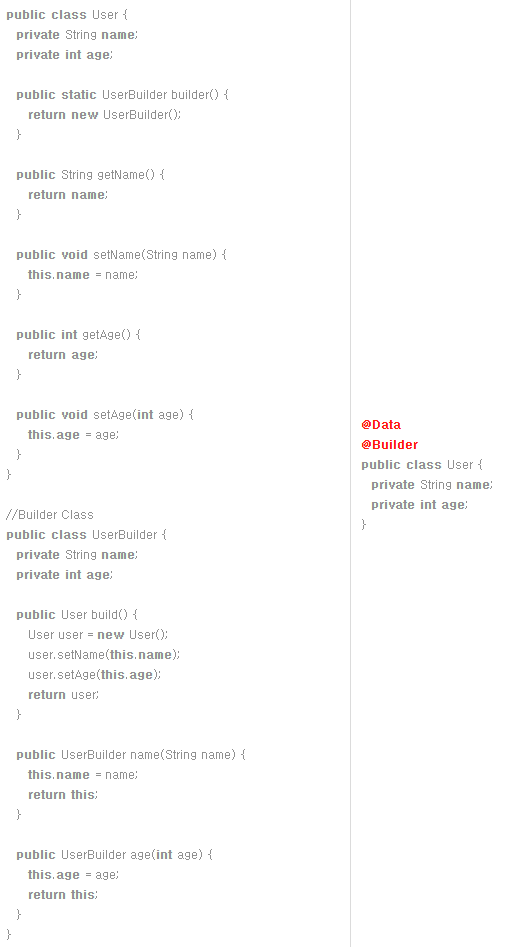 public class User {
private String name;
private int age;
public static UserBuilder builder() {
return new UserBuilder();
}
public String getName() {
return name;
}
public void setName(String name) {
this.name = name;
}
public int getAge() {
return age;
}
public void setAge(int age) {
this.age = age;
}
}
//Builder Class
public class UserBuilder {
private String name;
private int age;
public User build() {
User user = new User();
user.setName(this.name);
user.setAge(this.age);
return user;
}
public UserBuilder name(String name) {
this.name = name;
return this;
}
public UserBuilder age(int age) {
this.age = age;
return this;
}
}
@Data
@Builder
public class User {
private String name;
private int age;
}